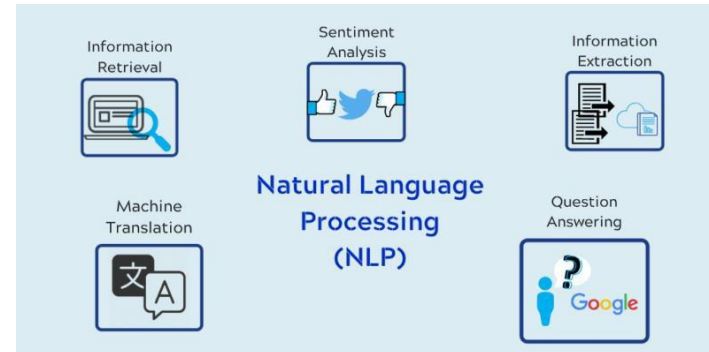 Information
Retrieval
Sentiment
Analysis
Information
Extraction
Natural Language
Processing
(NLP)
Machine
Translation
文
A
Question
Answering
?
Google